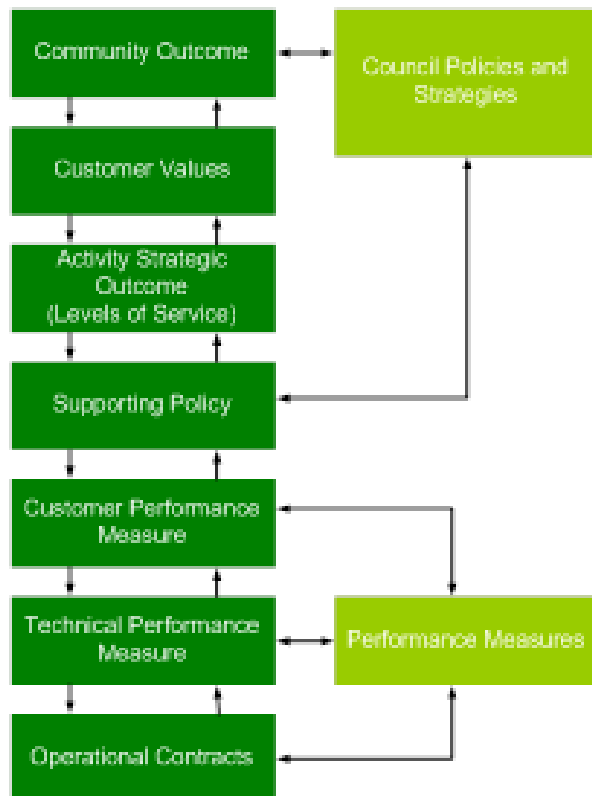 Community Outcome
Council Policies and
Strategies
Customer Values
Activity Strategic
Outcome
(Levels of Service)
Supporting Policy
Customer Performance
Measure
Technical Performance
Measure
Performance Measures
Operational Contracts